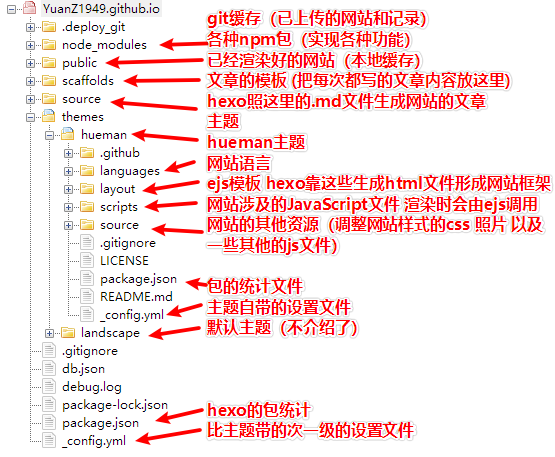 YuanZ1949.github.io
.deploy_git git缓存（已上传的网站和记录)
node_modules 各种npm包（实现各种功能）
public 已经渲染好的网站（本地缓存）
scaffolds 文章的模板 (把每次都写的文章内容放这里)
source hexo照这里的.md文件生成网站的文章
themes 主题
hueman hueman主题
.github
languages 网站语言
layout ejs模板 hexo靠这些生成html文件形成网站框架
scripts 网站涉及的JavaScript文件 渲染时会由ejs调用
source 网站的其他资源（调整网站样式的css 照片 以及
.gitignore 一些其他的js文件）
LICENSE
package.json 包的统计文件
README.md
_config.yml 主题自带的设置文件
landscape 默认主题（不介绍了）
.gitignore
db.json
debug.log
package-lock.json
package.json hexo的包统计
_config.yml 比主题带的次一级的设置文件